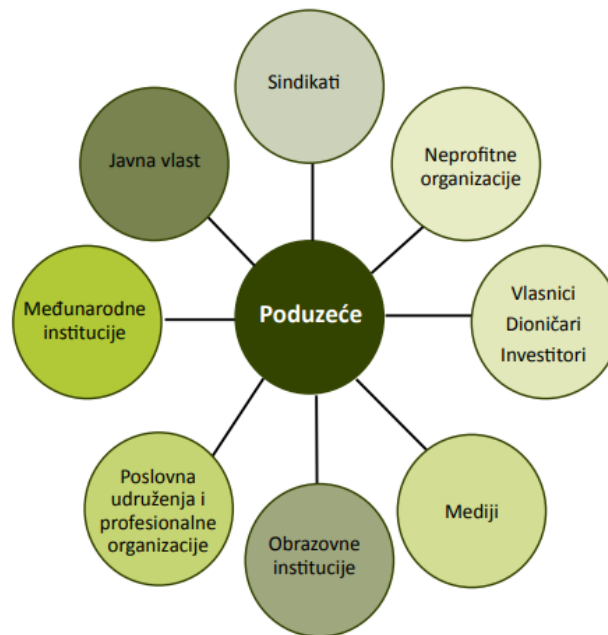 Sindikati
Javna vlast
Neprofitne
organizacije
Međunarodne
institucije
Poduzeće
Vlasnici
Dioničari
Investitori
Poslovna
udruženja i
profesionalne
organizacije
Obrazovne
institucije
Mediji